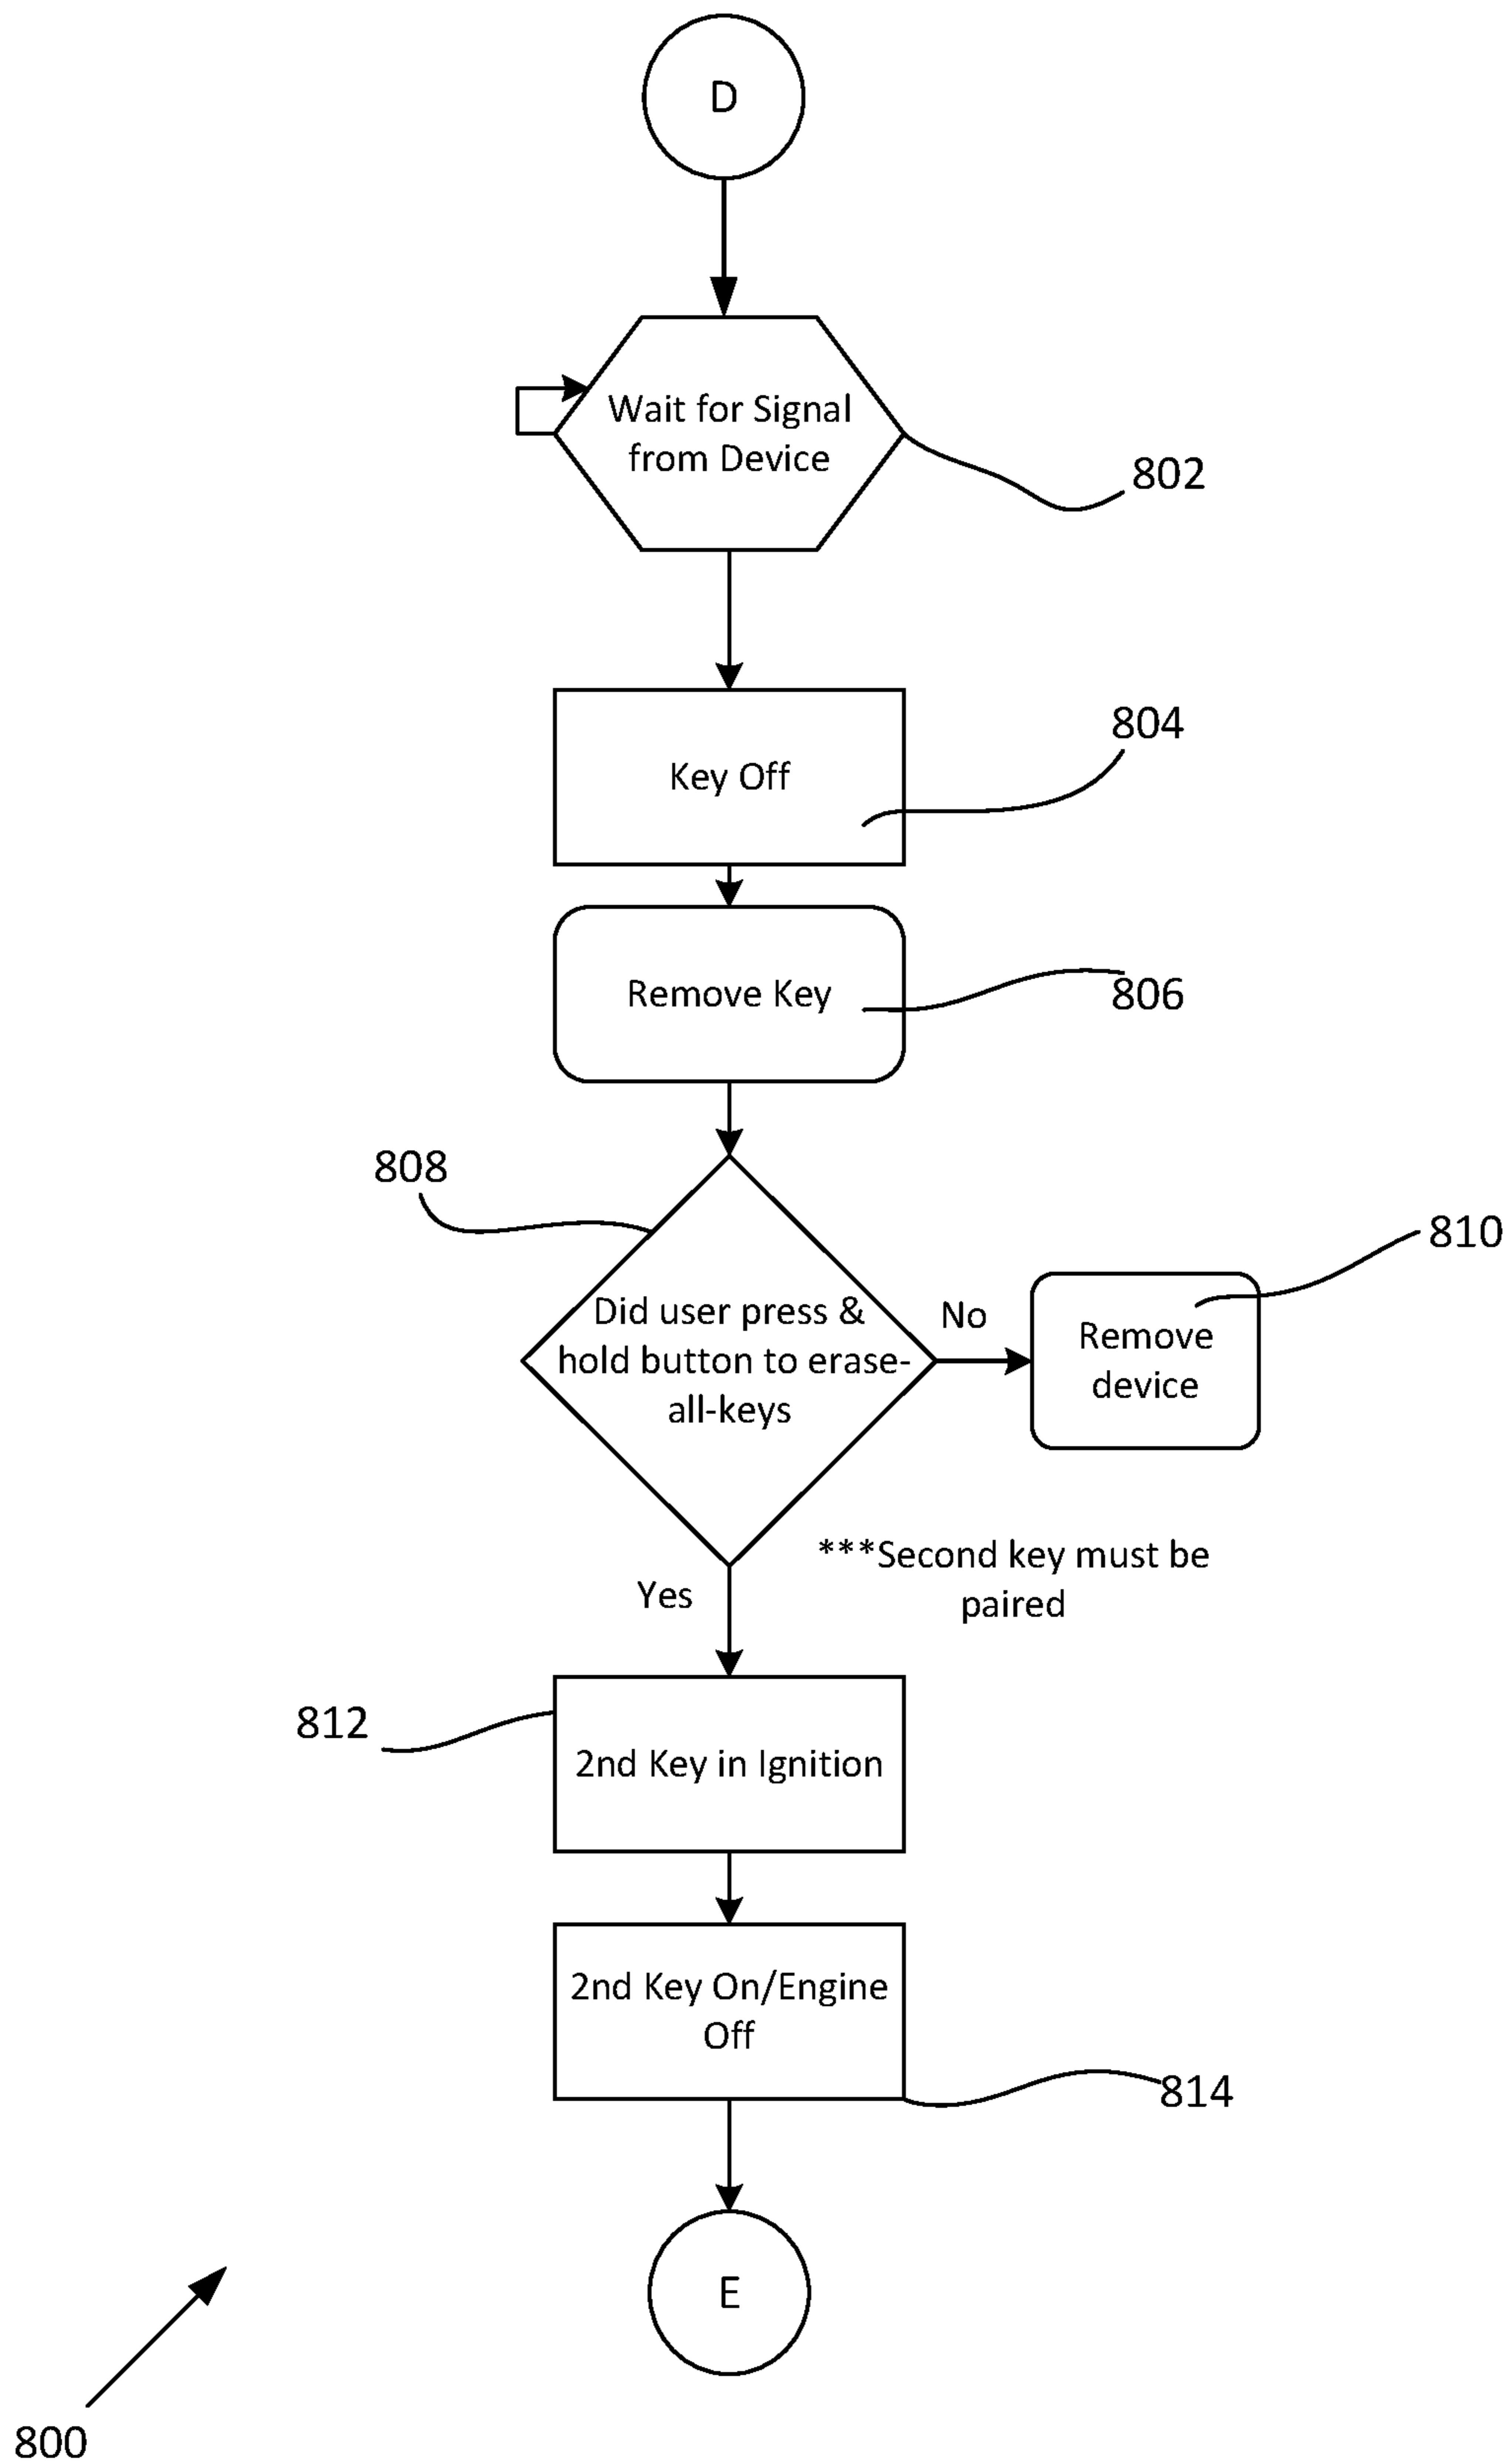 D
Wait for Signal
from Device
802
Key Off
804
Remove Key
806
808
Did user press &
hold button to erase-
all-keys
No
810
Remove
device
***Second key must be
paired
Yes
812
2nd Key in Ignition
2nd Key On/Engine
Off
814
E
800